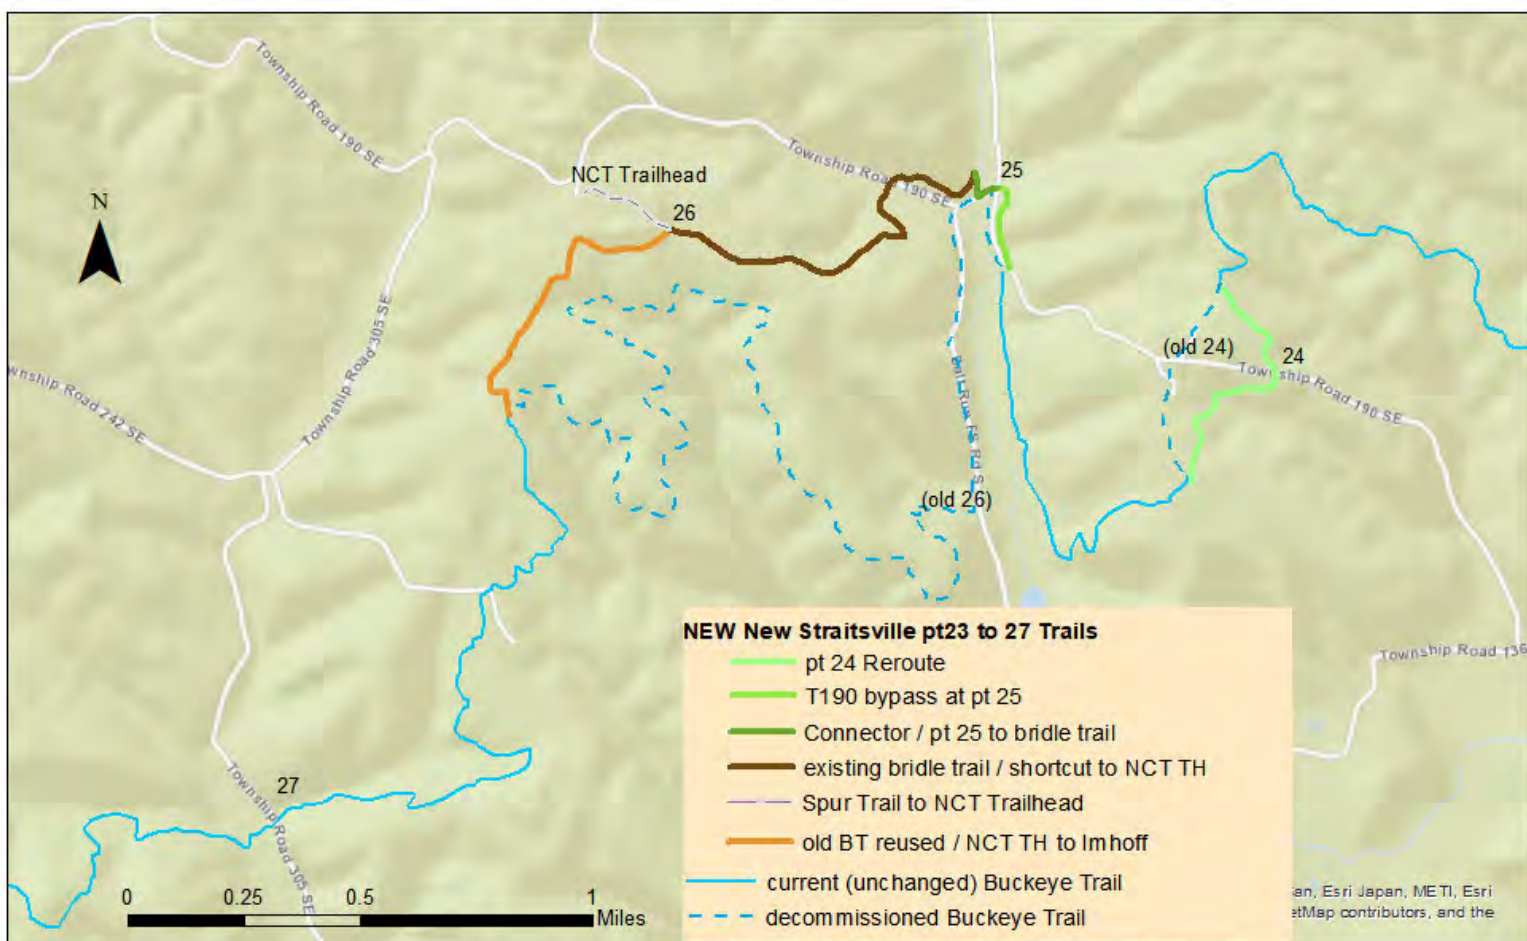 Township Road 190 SE
NCT Trailhead
Township Road 190 SE
25
26
N
Township Road 305 SE
(old 24)
24
Township Road 190 SE
Township Road 242 SE
Bull Run FS Rd S
(old 26)
Township Road 136
27
Township Road 305 SE
NEW New Straitsville pt23 to 27 Trails
pt 24 Reroute
T190 bypass at pt 25
Connector / pt 25 to bridle trail
existing bridle trail / shortcut to NCT TH
Spur Trail to NCT Trailhead
old BT reused / NCT TH to Imhoff
current (unchanged) Buckeye Trail
decommissioned Buckeye Trail
0 0.25 0.5 1
Miles
Esri Japan, METI, Esri
contributors, and the